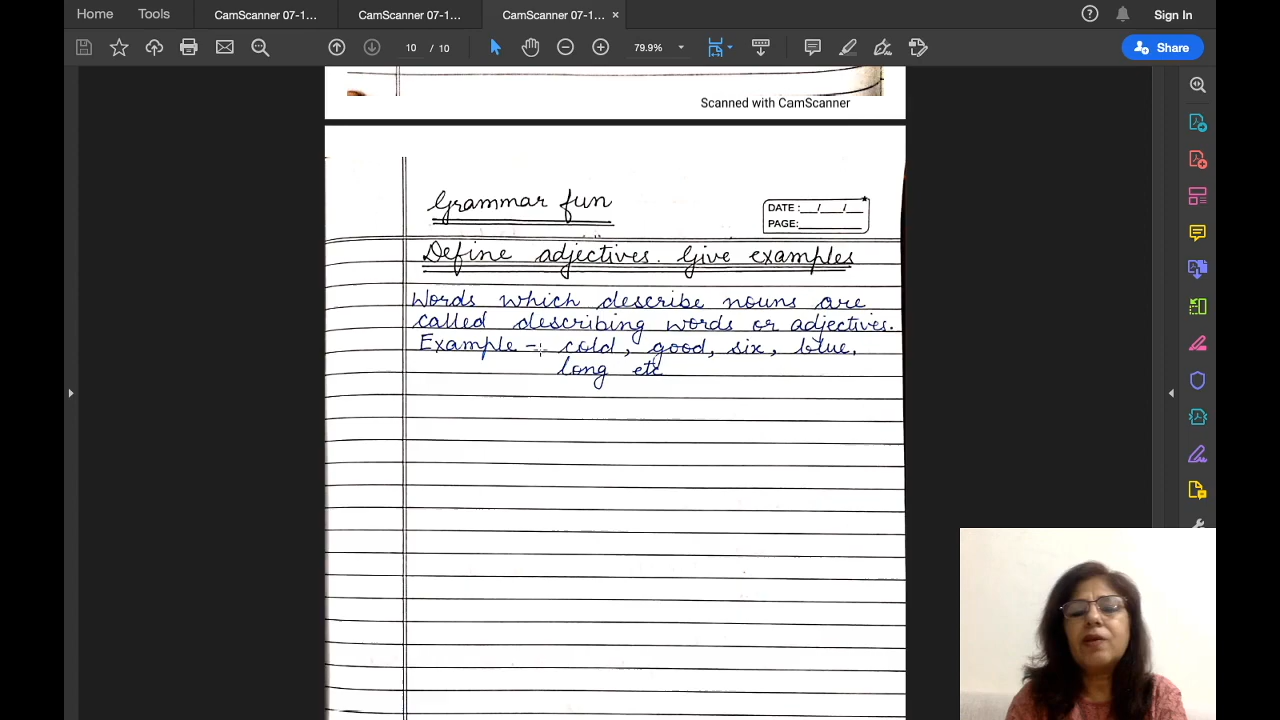 Home Tools CamScanner 07-1... CamScanner 07-1... CamScanner 07-1... × Sign In
10 / 10 79.9% Share
Scanned with CamScanner
Grammar fun
DATE :__/__/__
PAGE:________
Define adjectives. Give examples
Words which describe nouns are
called describing words or adjectives.
Example - cold, good, six, blue,
long etc